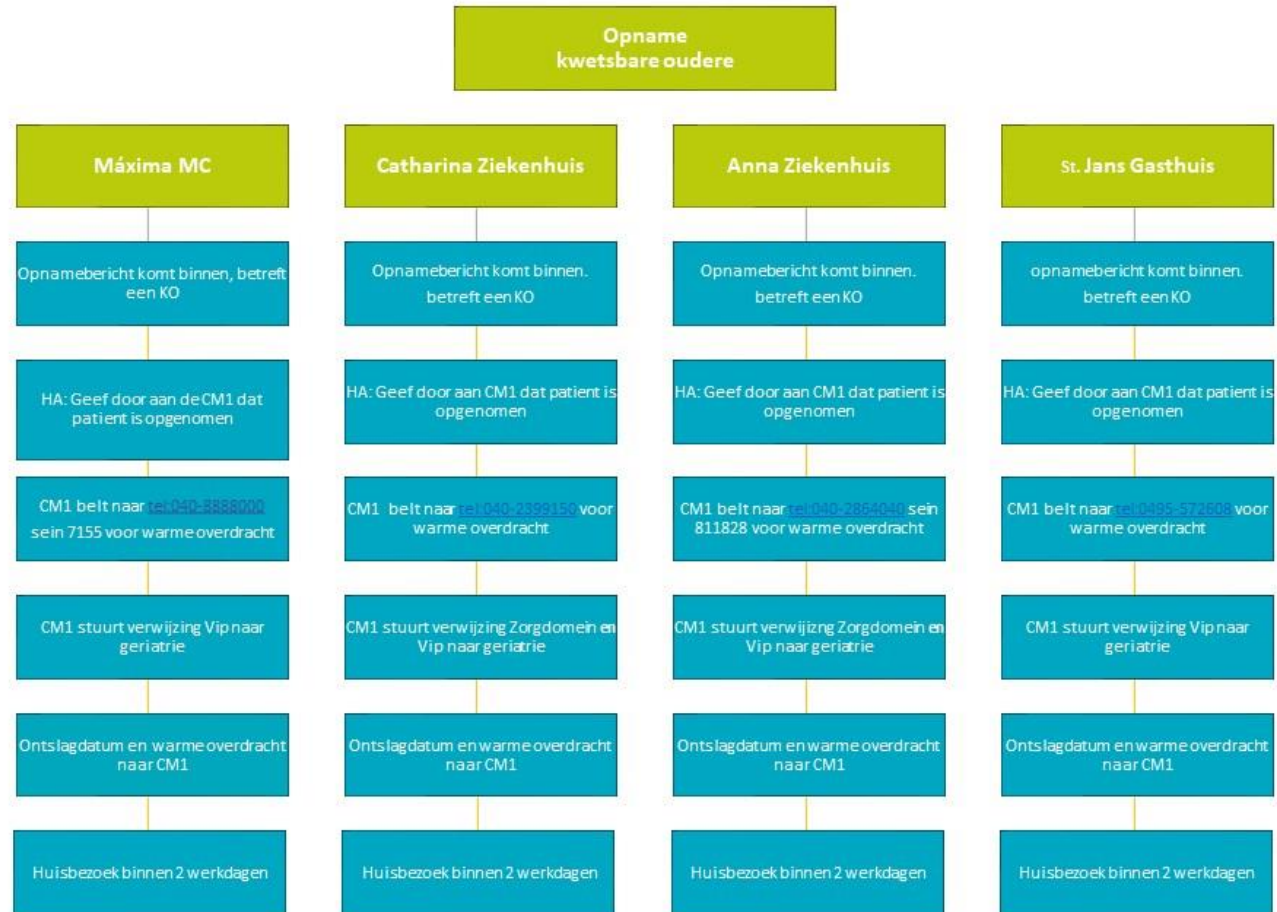 Opname
kwetsbare oudere
Máxima MC
Opnamebericht komt binnen, betreft
een KO
HA: Geef door aan de CM1 dat
patient is opgenomen
CM1 belt naar tel:040-8888000
sein 7155 voor warme overdracht
CM1 stuurt verwijzing Vip naar
geriatrie
Ontslagdatum en warme overdracht
naar CM1
Huisbezoek binnen 2 werkdagen
Catharina Ziekenhuis
Opnamebericht komt binnen.
betreft een KO
HA: Geef door aan CM1 dat patient is
opgenomen
CM1 belt naar tel:040-2399150 voor
warme overdracht
CM1 stuurt verwijzing Zorgdomein en
Vip naar geriatrie
Ontslagdatum en warme overdracht
naar CM1
Huisbezoek binnen 2 werkdagen
Anna Ziekenhuis
Opnamebericht komt binnen.
betreft een KO
HA: Geef door aan CM1 dat patient is
opgenomen
CM1 belt naar tel:040-2864040 sein
811828 voor warme overdracht
CM1 stuurt verwijizng Zorgdomein en
Vip naar geriatrie
Ontslagdatum en warme overdracht
naar CM1
Huisbezoek binnen 2 werkdagen
St. Jans Gasthuis
opnamebericht komt binnen.
betreft een KO
HA: Geef door aan CM1 dat patient is
opgenomen
CM1 belt naar tel:0495-572608 voor
warme overdracht
CM1 stuurt verwijzing Vip naar
geriatrie
Ontslagdatum en warme overdracht
naar CM1
Huisbezoek binnen 2 werkdagen